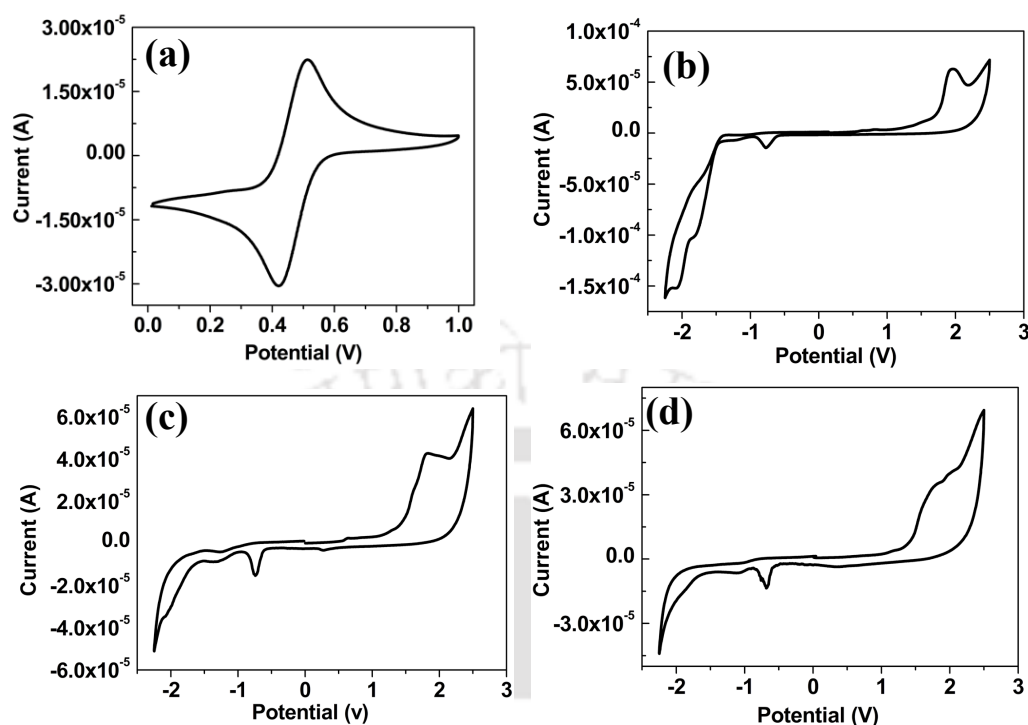 (a)
3.00x10⁻⁵
1.50x10⁻⁵
0.00
-1.50x10⁻⁵
-3.00x10⁻⁵
Current (A)
0.0 0.2 0.4 0.6 0.8 1.0
Potential (V)
(b)
1.0x10⁻⁴
5.0x10⁻⁵
0.0
-5.0x10⁻⁵
-1.0x10⁻⁴
-1.5x10⁻⁴
Current (A)
-2 -1 0 1 2 3
Potential (V)
(c)
6.0x10⁻⁵
4.0x10⁻⁵
2.0x10⁻⁵
0.0
-2.0x10⁻⁵
-4.0x10⁻⁵
-6.0x10⁻⁵
Current (A)
-2 -1 0 1 2 3
Potential (v)
(d)
6.0x10⁻⁵
3.0x10⁻⁵
0.0
-3.0x10⁻⁵
Current (A)
-2 -1 0 1 2 3
Potential (V)